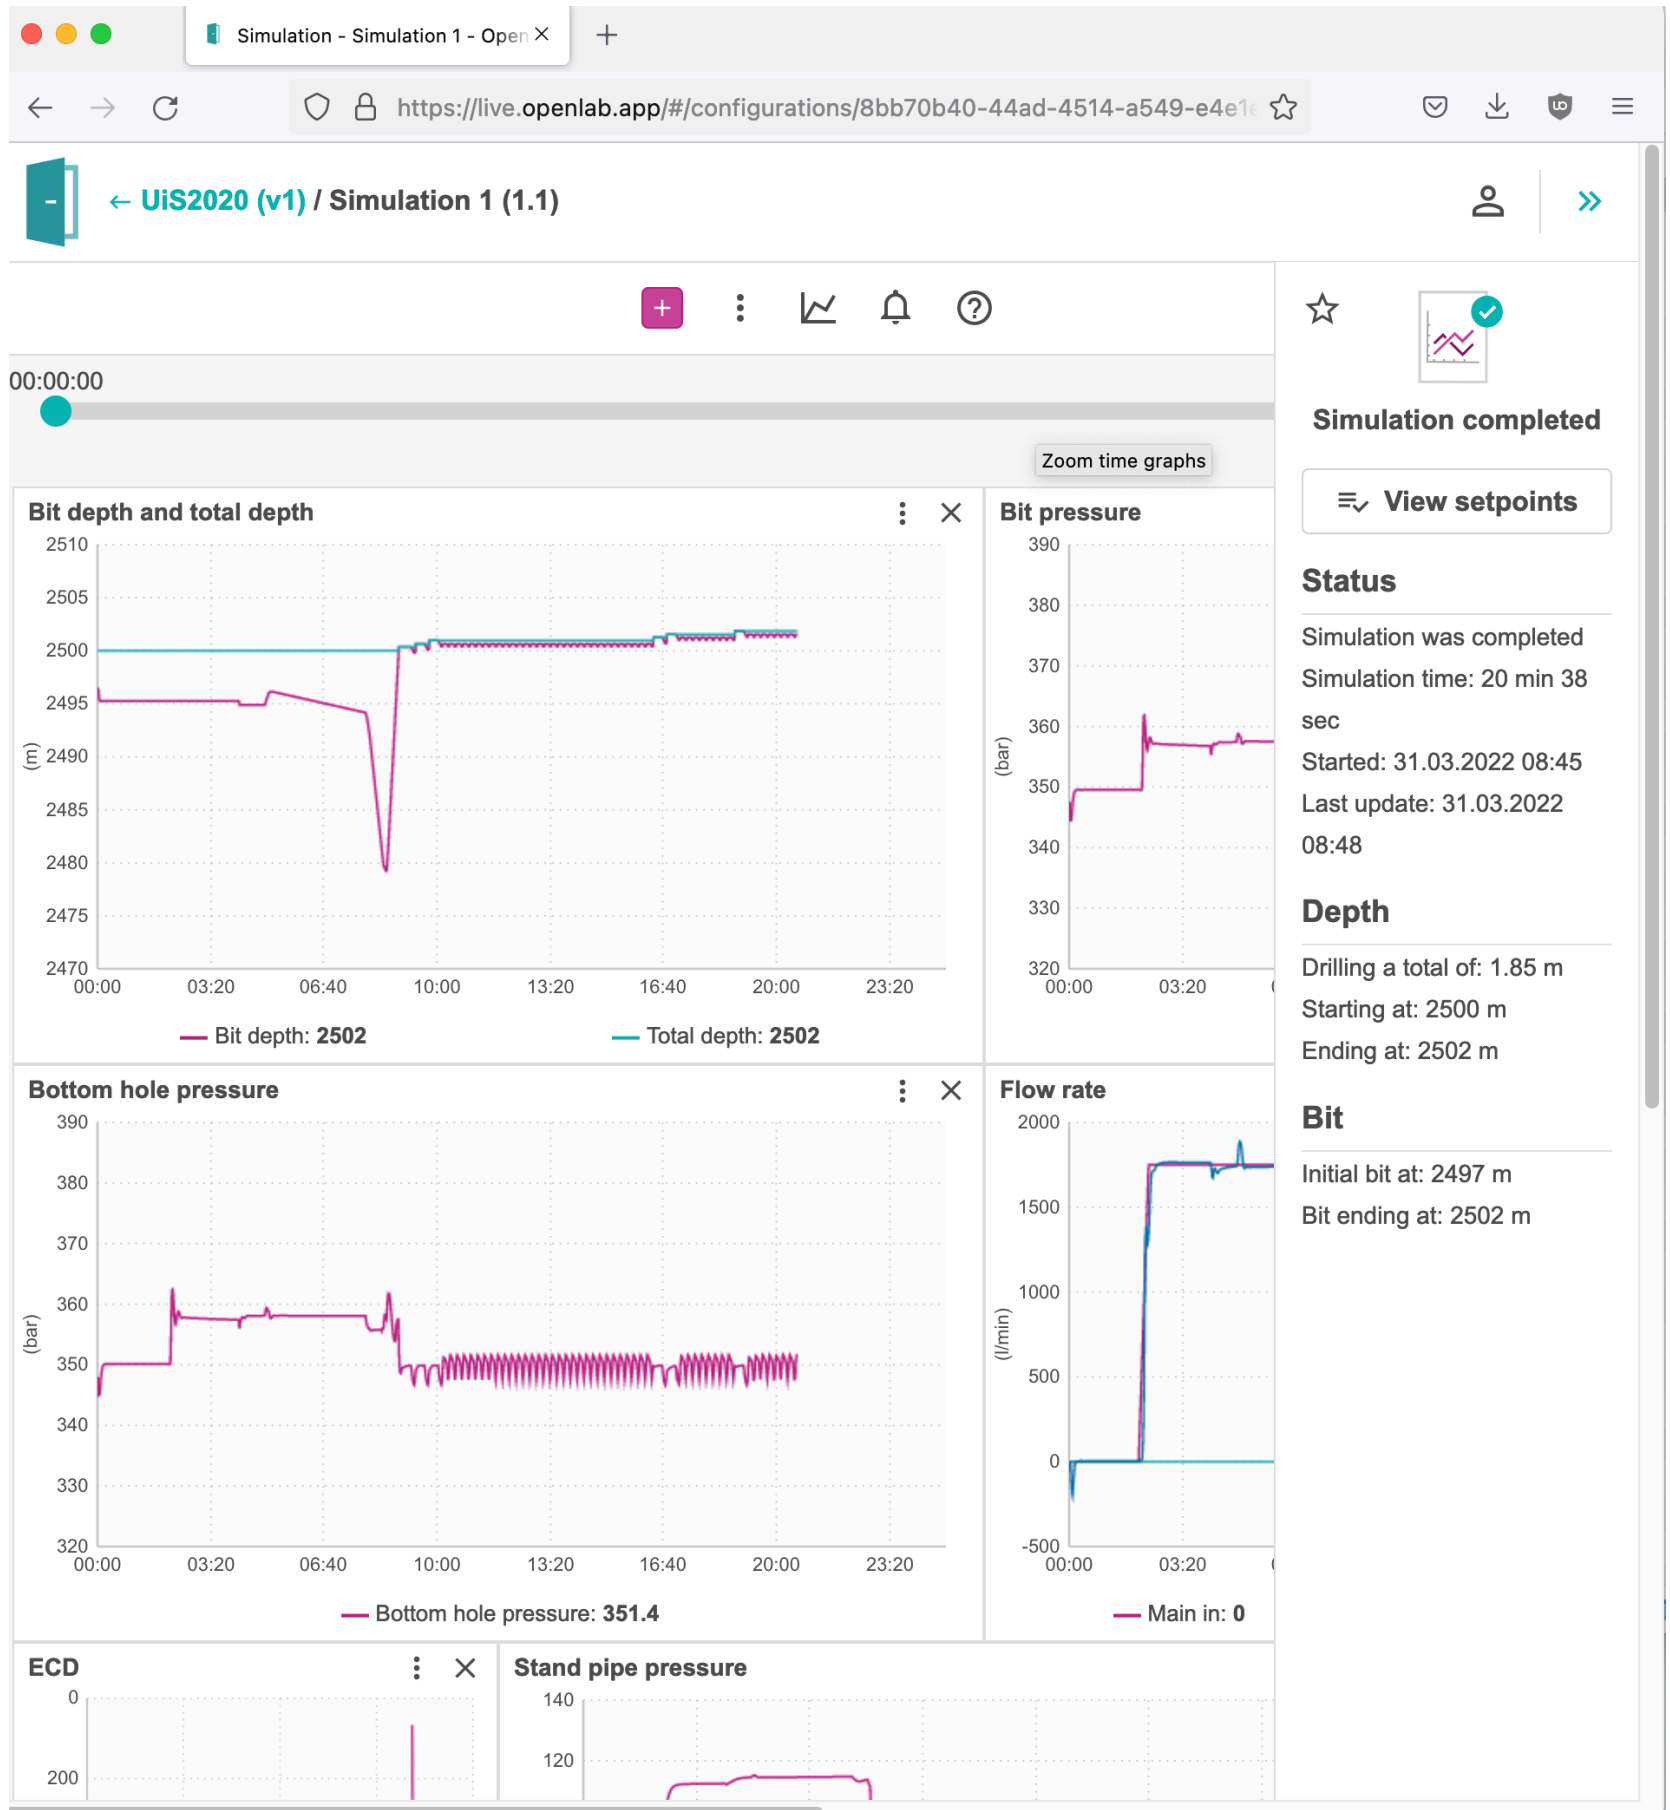 Simulation - Simulation 1 - Open
https://live.openlab.app/#/configurations/8bb70b40-44ad-4514-a549-e4e1e
← UiS2020 (v1) / Simulation 1 (1.1)
00:00:00
Zoom time graphs
Bit depth and total depth
2510
2505
2500
2495
2490
2485
2480
2475
2470
(m)
00:00 03:20 06:40 10:00 13:20 16:40 20:00 23:20
Bit depth: 2502 Total depth: 2502
Bit pressure
390
380
370
360
350
340
330
320
(bar)
00:00 03:20
Bottom hole pressure
390
380
370
360
350
340
330
320
(bar)
00:00 03:20 06:40 10:00 13:20 16:40 20:00 23:20
Bottom hole pressure: 351.4
Flow rate
2000
1500
1000
500
0
-500
(l/min)
00:00 03:20
Main in: 0
ECD
0
200
Stand pipe pressure
140
120
Simulation completed
View setpoints
Status
Simulation was completed
Simulation time: 20 min 38
sec
Started: 31.03.2022 08:45
Last update: 31.03.2022
08:48
Depth
Drilling a total of: 1.85 m
Starting at: 2500 m
Ending at: 2502 m
Bit
Initial bit at: 2497 m
Bit ending at: 2502 m